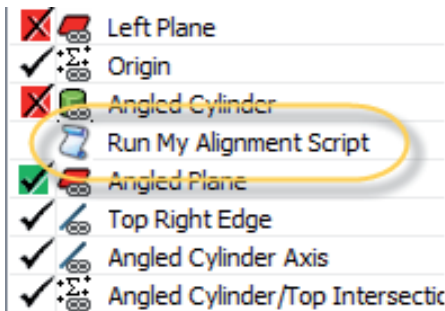 Left Plane
Origin
Angled Cylinder
Run My Alignment Script
Angled Plane
Top Right Edge
Angled Cylinder Axis
Angled Cylinder/Top Intersectic